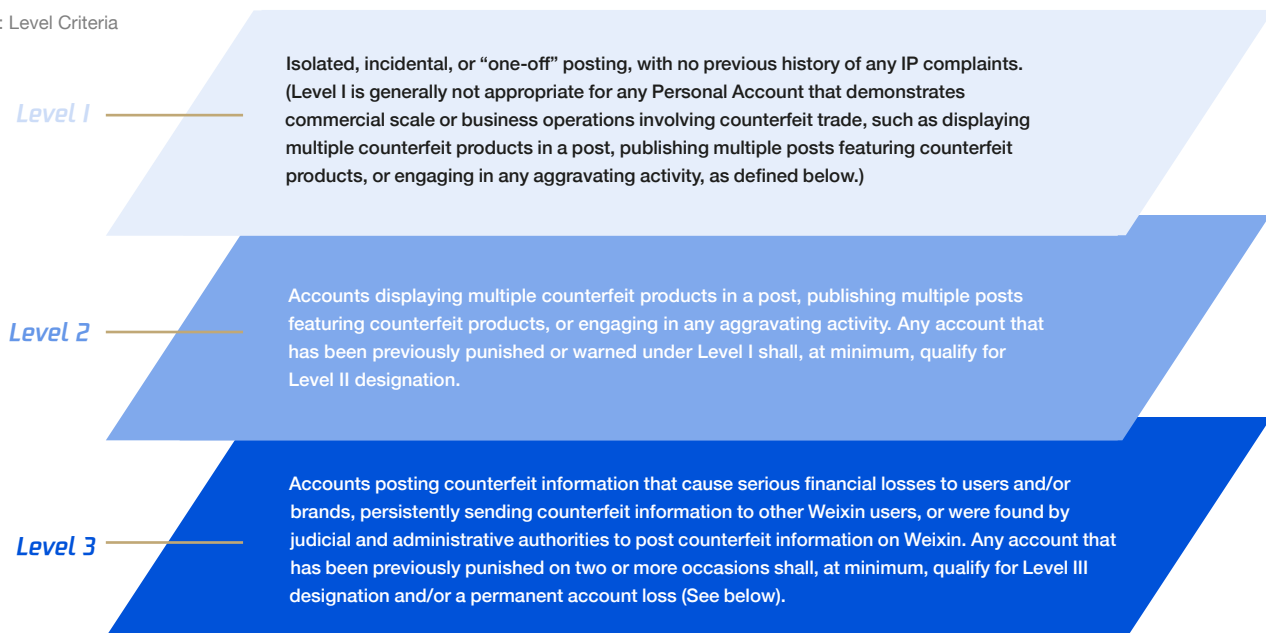 : Level Criteria
Isolated, incidental, or “one-off” posting, with no previous history of any IP complaints.
(Level I is generally not appropriate for any Personal Account that demonstrates
commercial scale or business operations involving counterfeit trade, such as displaying
multiple counterfeit products in a post, publishing multiple posts featuring counterfeit
products, or engaging in any aggravating activity, as defined below.)
Level I
Accounts displaying multiple counterfeit products in a post, publishing multiple posts
featuring counterfeit products, or engaging in any aggravating activity. Any account that
has been previously punished or warned under Level I shall, at minimum, qualify for
Level II designation.
Level 2
Accounts posting counterfeit information that cause serious financial losses to users and/or
brands, persistently sending counterfeit information to other Weixin users, or were found by
judicial and administrative authorities to post counterfeit information on Weixin. Any account that
has been previously punished on two or more occasions shall, at minimum, qualify for Level III
designation and/or a permanent account loss (See below).
Level 3